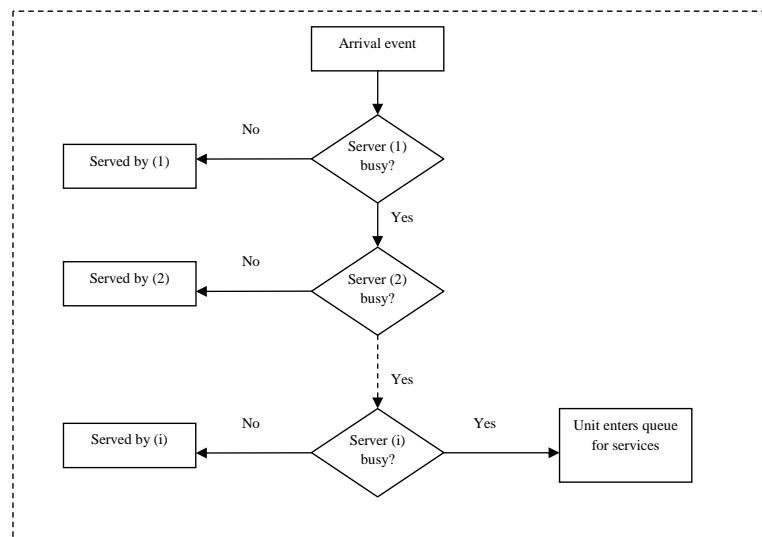 Arrival event
No
Server (1)
busy?
Served by (1)
Yes
No
Server (2)
busy?
Served by (2)
Yes
No
Yes
Server (i)
busy?
Served by (i)
Unit enters queue
for services